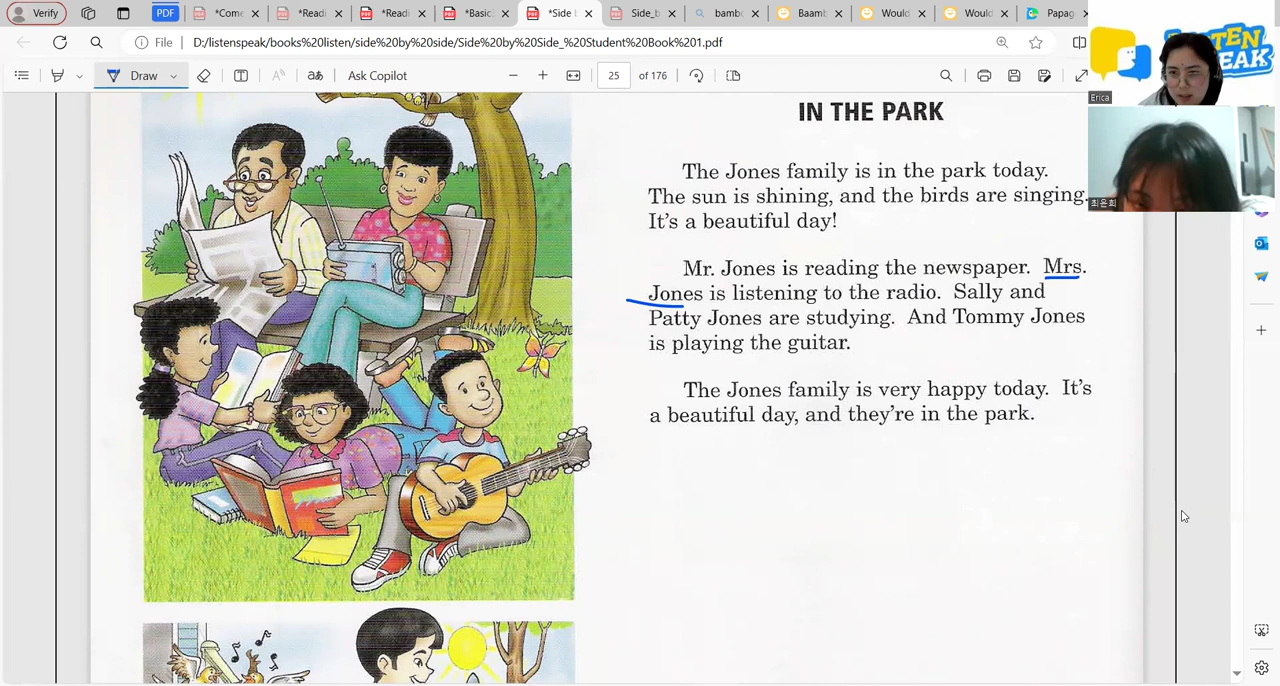 Verify
PDF
*Come
*Readi
*Readi
*Basic
*Side b
Side_b
bamb
Baamb
Would
Would
Papag
File
D:/listenspeak/books%20listen/side%20by%20side/Side%20by%20Side_%20Student%20Book%201.pdf
Draw
Ask Copilot
25
of 176
Erica
최윤희
IN THE PARK
The Jones family is in the park today.
The sun is shining, and the birds are singing.
It's a beautiful day!
Mr. Jones is reading the newspaper. Mrs.
Jones is listening to the radio. Sally and
Patty Jones are studying. And Tommy Jones
is playing the guitar.
The Jones family is very happy today. It's
a beautiful day, and they're in the park.